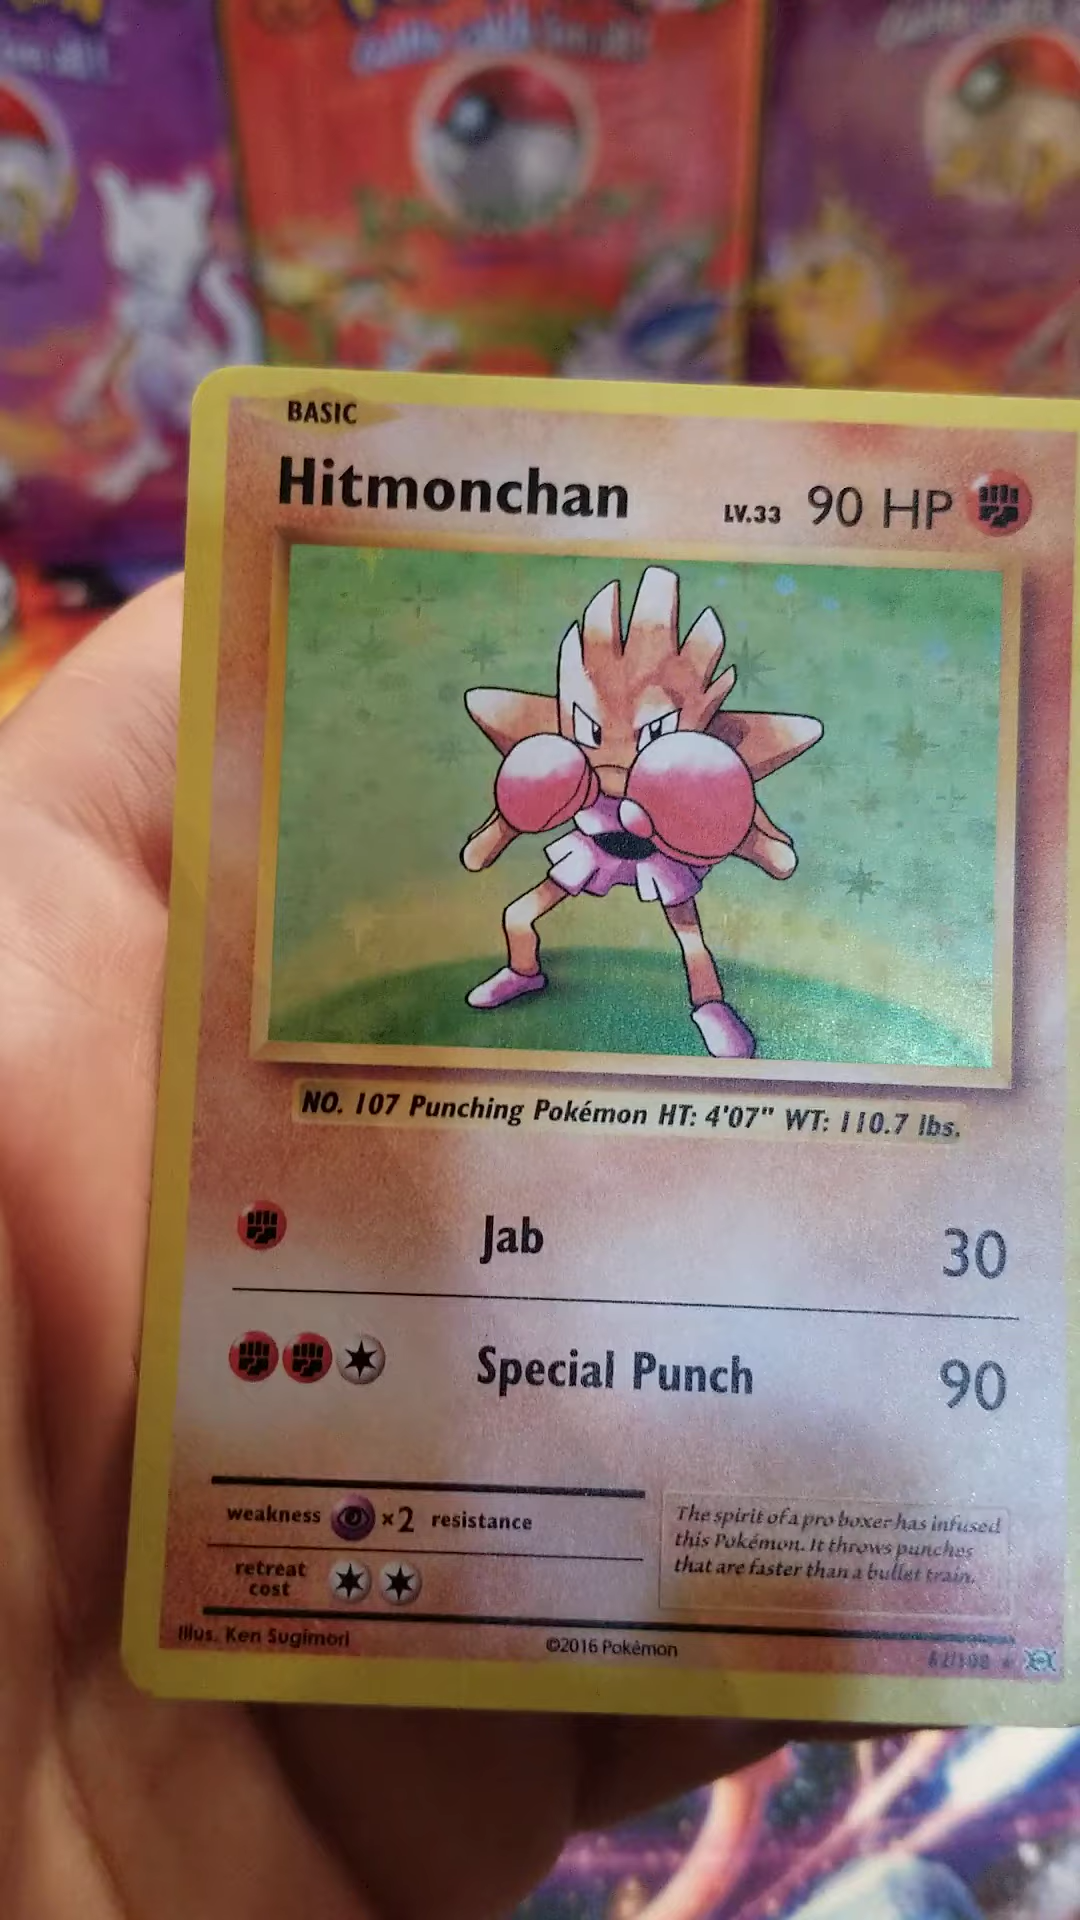 BASIC
Hitmonchan LV.33 90 HP
NO. 107 Punching Pokémon HT: 4'07" WT: 110.7 lbs.
Jab 30
Special Punch 90
weakness ×2 resistance
retreat
cost
The spirit of a pro boxer has infused
this Pokémon. It throws punches
that are faster than a bullet train.
Illus. Ken Sugimori
©2016 Pokémon
62/108